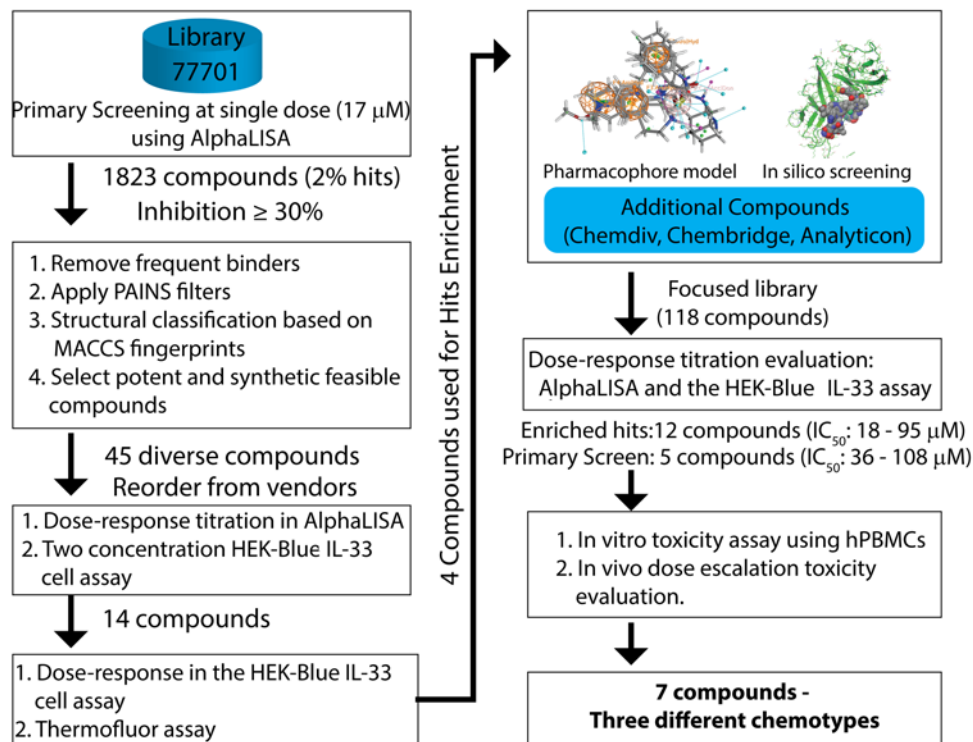 Library
77701
Primary Screening at single dose (17 μM)
using AlphaLISA
1823 compounds (2% hits)
Inhibition ≥ 30%
1. Remove frequent binders
2. Apply PAINS filters
3. Structural classification based on
MACCS fingerprints
4. Select potent and synthetic feasible
compounds
45 diverse compounds
Reorder from vendors
1. Dose-response titration in AlphaLISA
2. Two concentration HEK-Blue IL-33
cell assay
14 compounds
1. Dose-response in the HEK-Blue IL-33
cell assay
2. Thermofluor assay
4 Compounds used for Hits Enrichment
Pharmacophore model
In silico screening
Additional Compounds
(Chemdiv, Chembridge, Analyticon)
Focused library
(118 compounds)
Dose-response titration evaluation:
AlphaLISA and the HEK-Blue IL-33 assay
Enriched hits:12 compounds (IC50: 18 - 95 μM)
Primary Screen: 5 compounds (IC50: 36 - 108 μM)
1. In vitro toxicity assay using hPBMCs
2. In vivo dose escalation toxicity
evaluation.
7 compounds -
Three different chemotypes